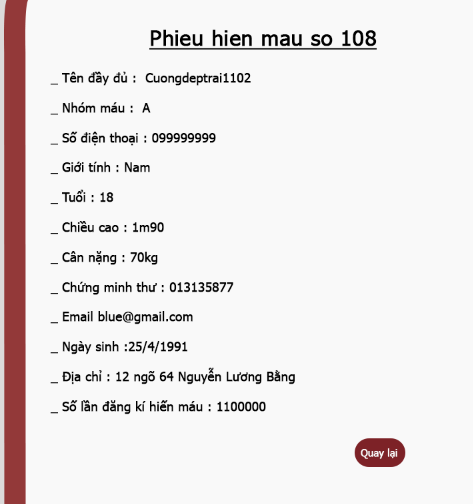 Phieu hien mau so 108
_ Tên đầy đủ : Cuongdeptrai1102
_ Nhóm máu : A
_ Số điện thoại : 099999999
_ Giới tính : Nam
_ Tuổi : 18
_ Chiều cao : 1m90
_ Cân nặng : 70kg
_ Chứng minh thư : 013135877
_ Email blue@gmail.com
_ Ngày sinh :25/4/1991
_ Địa chỉ : 12 ngõ 64 Nguyễn Lương Bằng
_ Số lần đăng kí hiến máu : 1100000
Quay lại